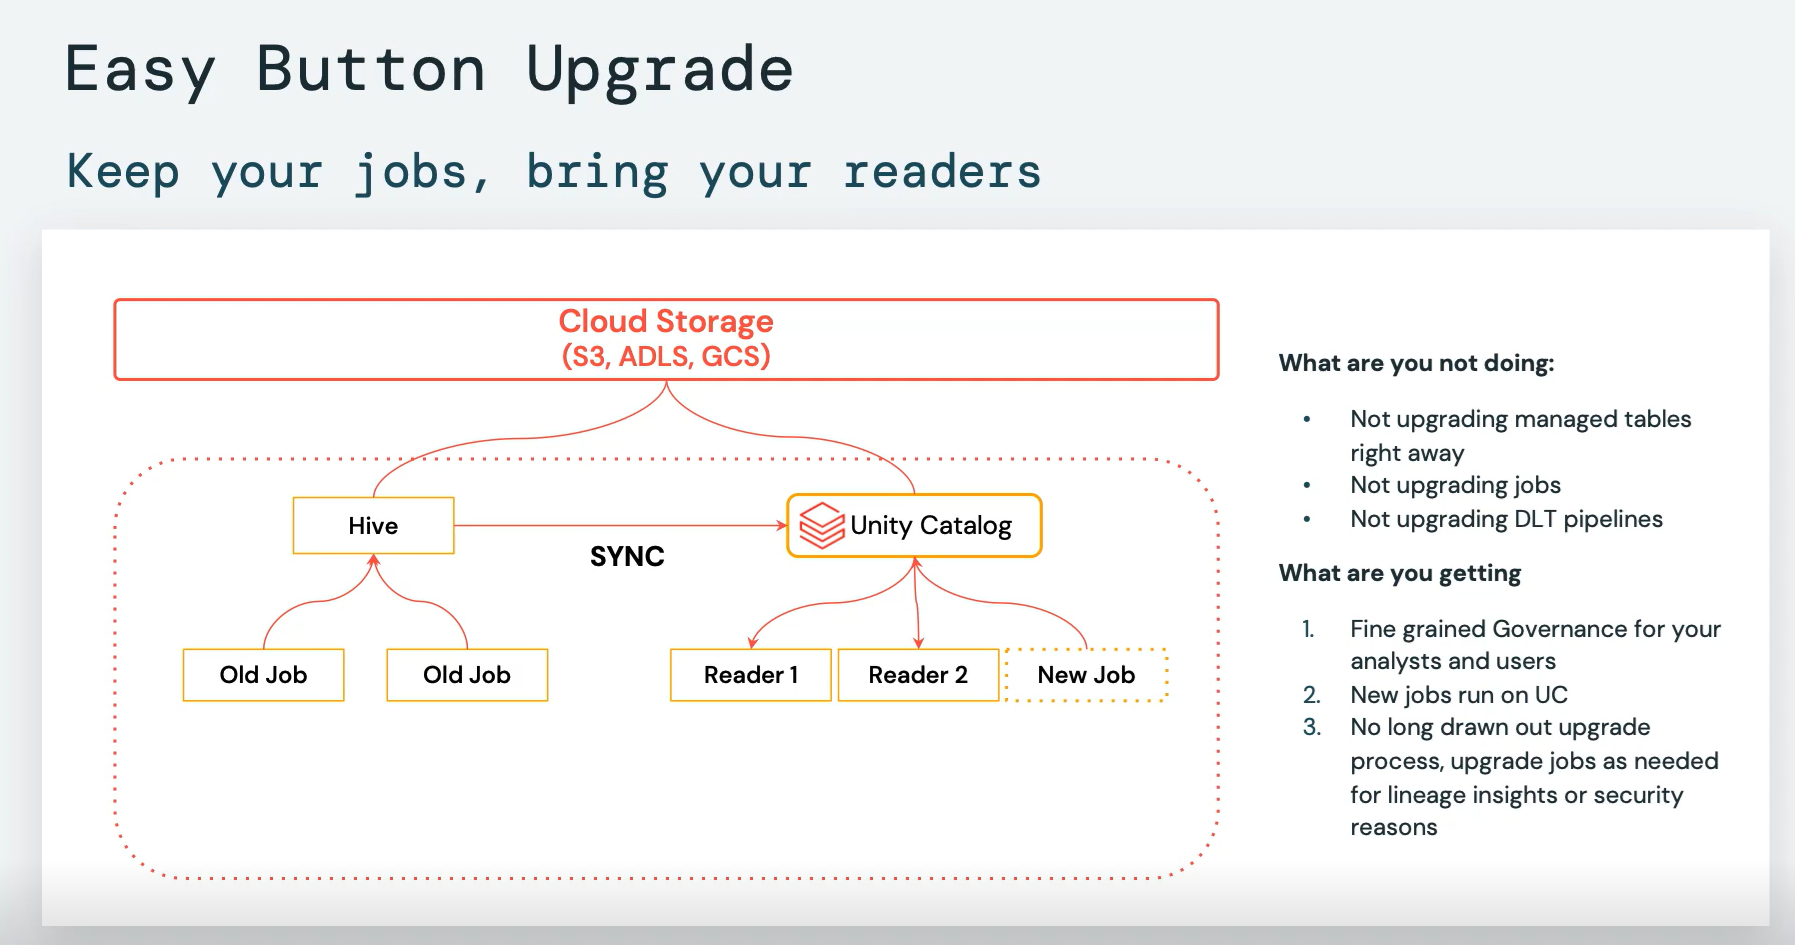 Easy Button Upgrade
Keep your jobs, bring your readers
Cloud Storage
(S3, ADLS, GCS)
Hive
SYNC
Unity Catalog
Old Job
Old Job
Reader 1
Reader 2
New Job
What are you not doing:
• Not upgrading managed tables
right away
• Not upgrading jobs
• Not upgrading DLT pipelines
What are you getting
1. Fine grained Governance for your
analysts and users
2. New jobs run on UC
3. No long drawn out upgrade
process, upgrade jobs as needed
for lineage insights or security
reasons